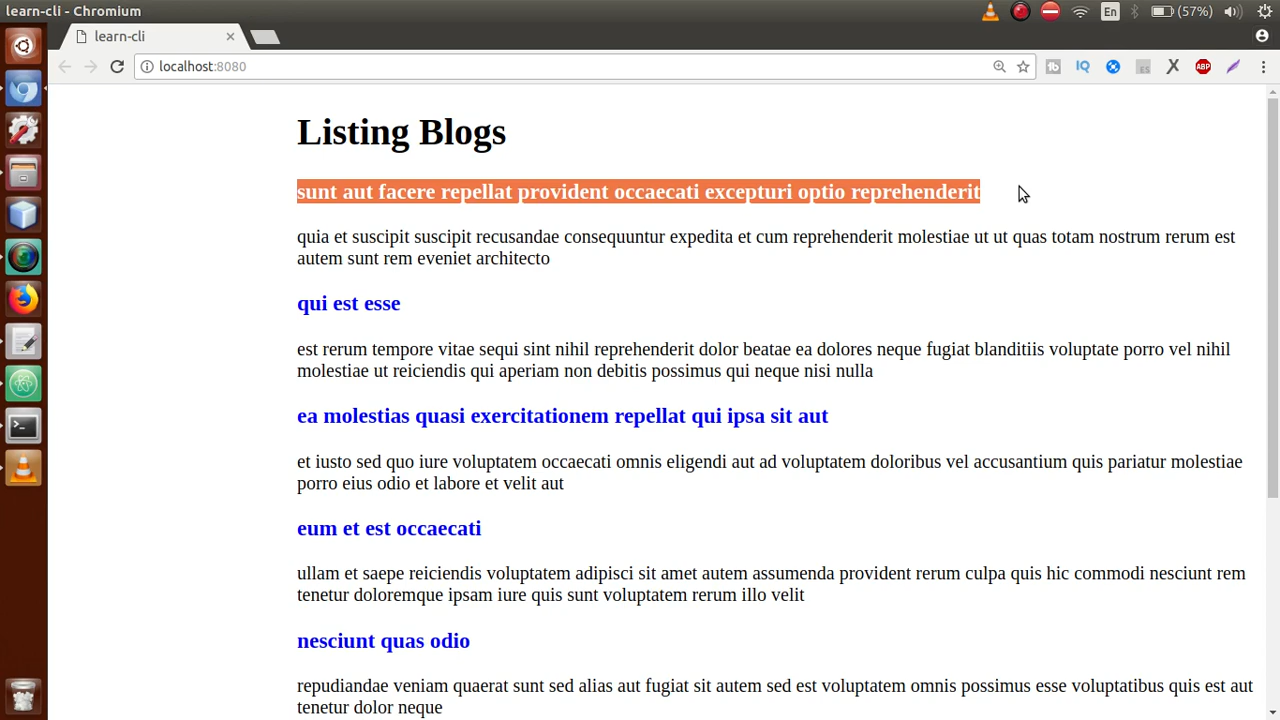 learn-cli - Chromium
En
(57%)
learn-cli
localhost:8080
IQ
ES
X
ABP
Listing Blogs
sunt aut facere repellat provident occaecati excepturi optio reprehenderit
quia et suscipit suscipit recusandae consequuntur expedita et cum reprehenderit molestiae ut ut quas totam nostrum rerum est
autem sunt rem eveniet architecto
qui est esse
est rerum tempore vitae sequi sint nihil reprehenderit dolor beatae ea dolores neque fugiat blanditiis voluptate porro vel nihil
molestiae ut reiciendis qui aperiam non debitis possimus qui neque nisi nulla
ea molestias quasi exercitationem repellat qui ipsa sit aut
et iusto sed quo iure voluptatem occaecati omnis eligendi aut ad voluptatem doloribus vel accusantium quis pariatur molestiae
porro eius odio et labore et velit aut
eum et est occaecati
ullam et saepe reiciendis voluptatem adipisci sit amet autem assumenda provident rerum culpa quis hic commodi nesciunt rem
tenetur doloremque ipsam iure quis sunt voluptatem rerum illo velit
nesciunt quas odio
repudiandae veniam quaerat sunt sed alias aut fugiat sit autem sed est voluptatem omnis possimus esse voluptatibus quis est aut
tenetur dolor neque